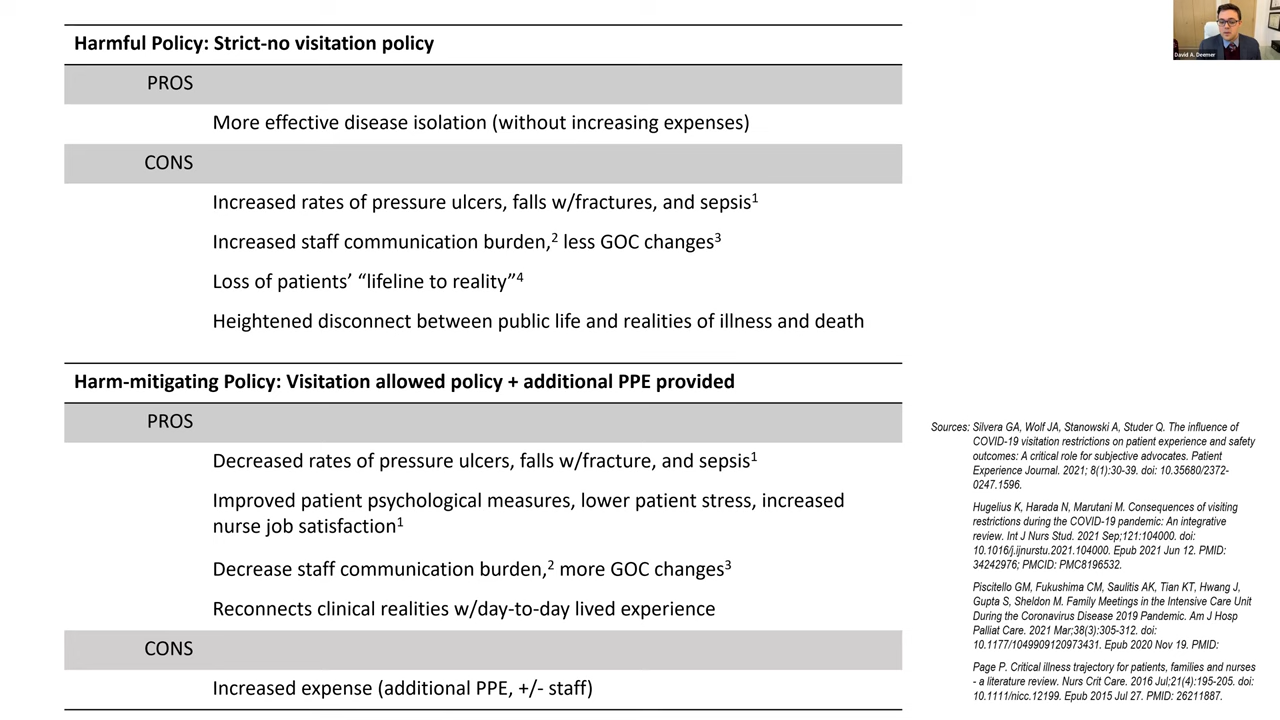 Harmful Policy: Strict-no visitation policy
PROS
More effective disease isolation (without increasing expenses)
CONS
Increased rates of pressure ulcers, falls w/fractures, and sepsis1
Increased staff communication burden,2 less GOC changes3
Loss of patients’ “lifeline to reality”4
Heightened disconnect between public life and realities of illness and death
Harm-mitigating Policy: Visitation allowed policy + additional PPE provided
PROS
Decreased rates of pressure ulcers, falls w/fracture, and sepsis1
Improved patient psychological measures, lower patient stress, increased
nurse job satisfaction1
Decrease staff communication burden,2 more GOC changes3
Reconnects clinical realities w/day-to-day lived experience
CONS
Increased expense (additional PPE, +/- staff)
David A. Deemer
Sources: Silvera GA, Wolf JA, Stanowski A, Studer Q. The influence of
COVID-19 visitation restrictions on patient experience and safety
outcomes: A critical role for subjective advocates. Patient
Experience Journal. 2021; 8(1):30-39. doi: 10.35680/2372-
0247.1596.
Hugelius K, Harada N, Marutani M. Consequences of visiting
restrictions during the COVID-19 pandemic: An integrative
review. Int J Nurs Stud. 2021 Sep;121:104000. doi:
10.1016/j.ijnurstu.2021.104000. Epub 2021 Jun 12. PMID:
34242976; PMCID: PMC8196532.
Piscitello GM, Fukushima CM, Saulitis AK, Tian KT, Hwang J,
Gupta S, Sheldon M. Family Meetings in the Intensive Care Unit
During the Coronavirus Disease 2019 Pandemic. Am J Hosp
Palliat Care. 2021 Mar;38(3):305-312. doi:
10.1177/1049909120973431. Epub 2020 Nov 19. PMID:
Page P. Critical illness trajectory for patients, families and nurses
- a literature review. Nurs Crit Care. 2016 Jul;21(4):195-205. doi:
10.1111/nicc.12199. Epub 2015 Jul 27. PMID: 26211887.